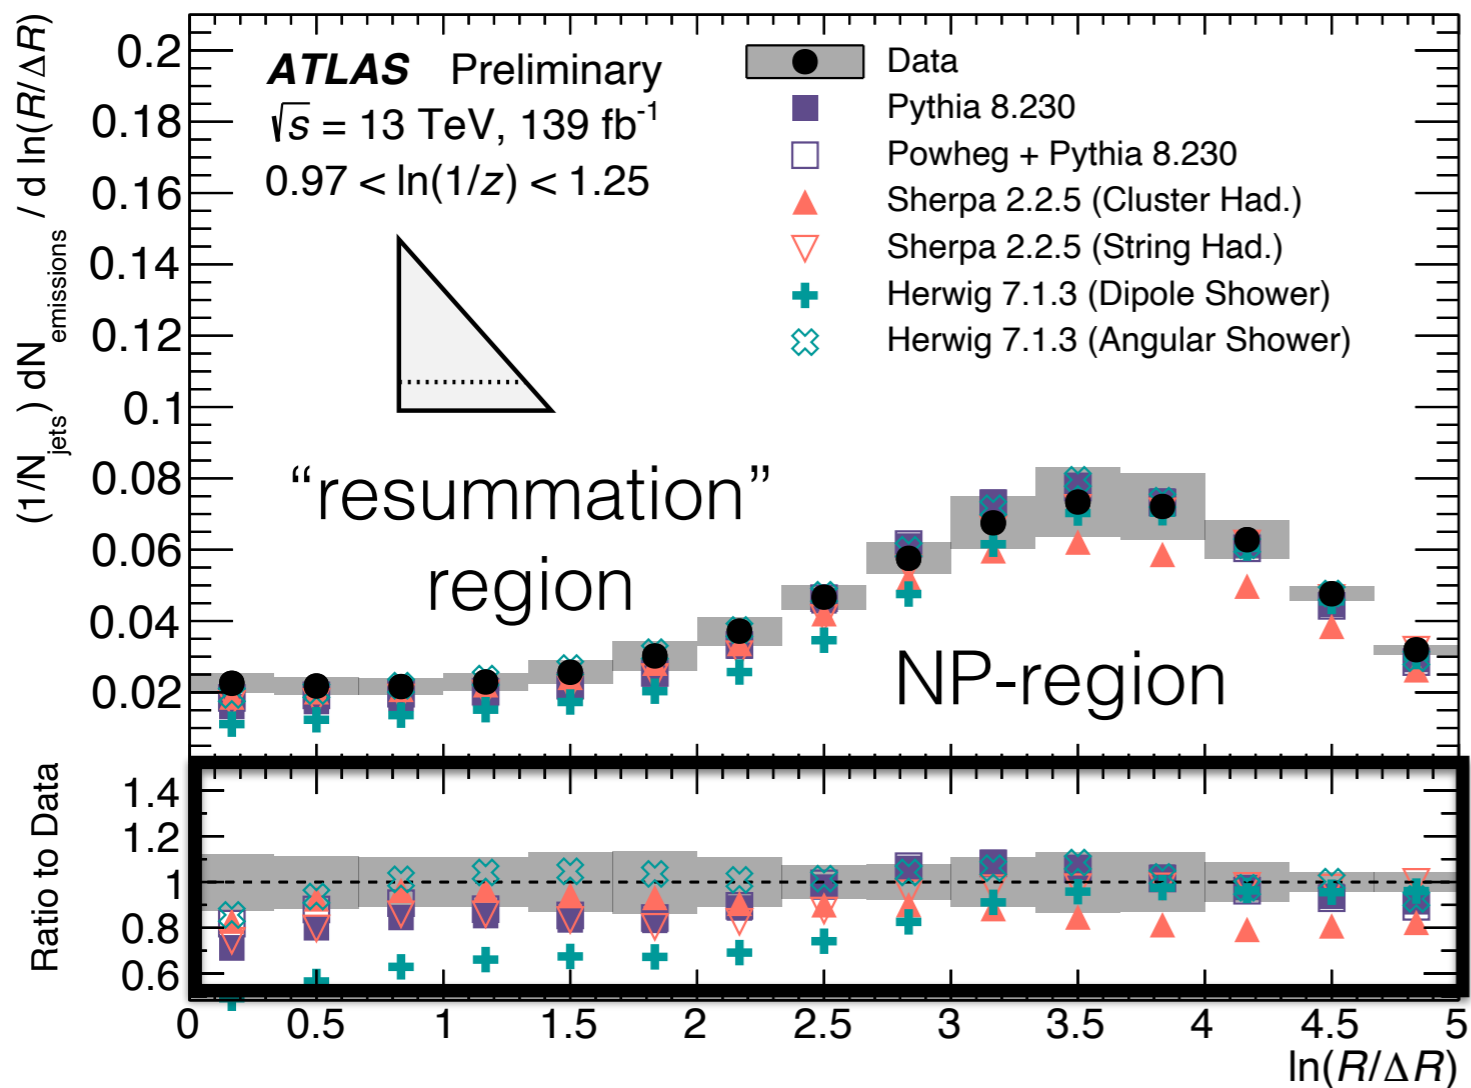 (1/N_jets) dN_emissions / d ln(R/ΔR)
0.2
0.18
0.16
0.14
0.12
0.1
0.08
0.06
0.04
0.02
ATLAS Preliminary
√s = 13 TeV, 139 fb⁻¹
0.97 < ln(1/z) < 1.25
Data
Pythia 8.230
Powheg + Pythia 8.230
Sherpa 2.2.5 (Cluster Had.)
Sherpa 2.2.5 (String Had.)
Herwig 7.1.3 (Dipole Shower)
Herwig 7.1.3 (Angular Shower)
“resummation”
region
NP-region
Ratio to Data
1.4
1.2
1
0.8
0.6
0 0.5 1 1.5 2 2.5 3 3.5 4 4.5 5
ln(R/ΔR)